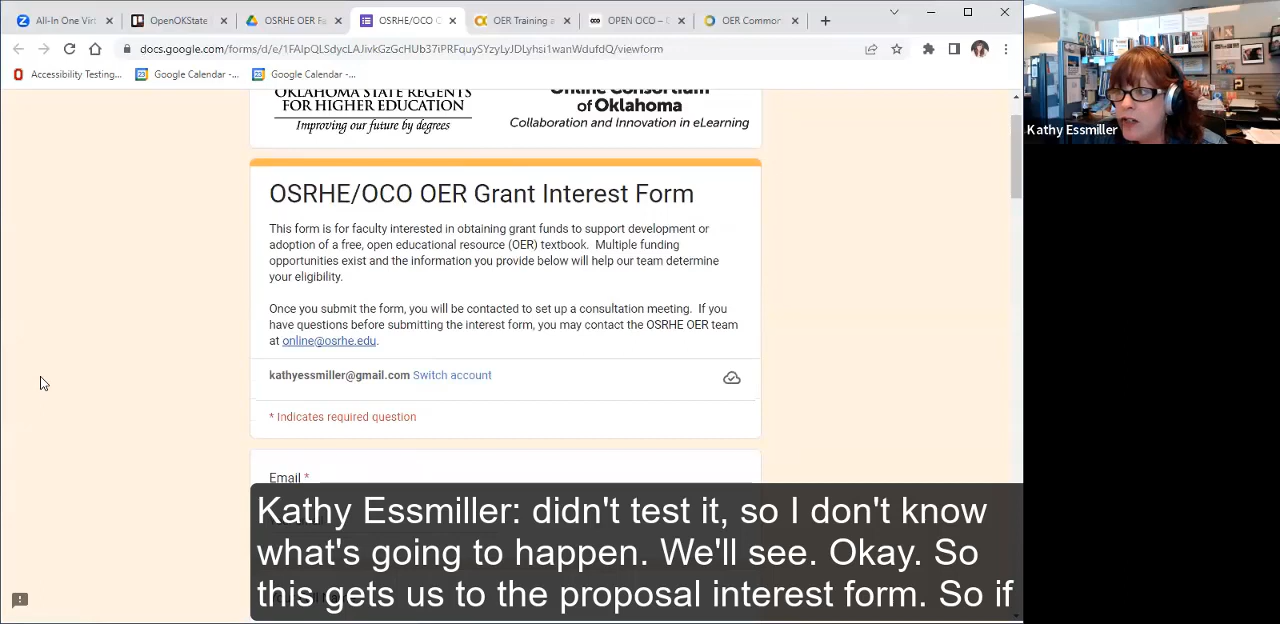 All-In One Virt
OpenOKState
OSRHE OER Fa
OSRHE/OCO O
OER Training a
OPEN OCO –
OER Common
docs.google.com/forms/d/e/
/viewform
Accessibility Testing...
Google Calendar -...
Google Calendar -...
OKLAHOMA STATE REGENTS
FOR HIGHER EDUCATION
Improving our future by degrees
Online Consortium
of Oklahoma
Collaboration and Innovation in eLearning
OSRHE/OCO OER Grant Interest Form
This form is for faculty interested in obtaining grant funds to support development or
adoption of a free, open educational resource (OER) textbook. Multiple funding
opportunities exist and the information you provide below will help our team determine
your eligibility.
Once you submit the form, you will be contacted to set up a consultation meeting. If you
have questions before submitting the interest form, you may contact the OSRHE OER team
at online@osrhe.edu.
kathyessmiller@gmail.com Switch account
* Indicates required question
Email *
Kathy Essmiller: didn't test it, so I don't know
what's going to happen. We'll see. Okay. So
this gets us to the proposal interest form. So if
Kathy Essmiller